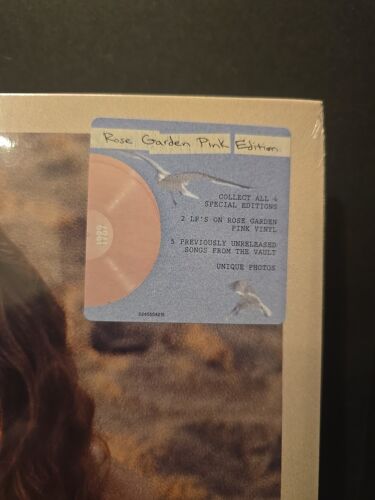 Rose Garden Pink Edition
COLLECT ALL 4
SPECIAL EDITIONS
2 LP'S ON ROSE GARDEN
PINK VINYL
5 PREVIOUSLY UNRELEASED
SONGS FROM THE VAULT
UNIQUE PHOTOS